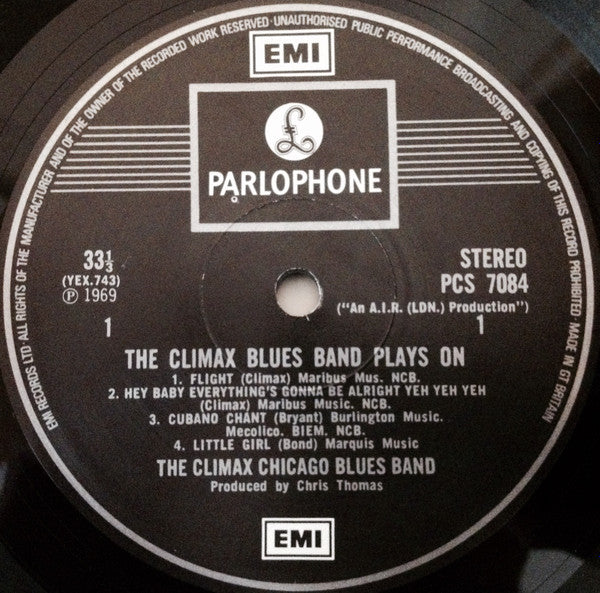 EMI RECORDS LTD ALL RIGHTS OF THE MANUFACTURER AND OF THE OWNER OF THE RECORDED WORK RESERVED·UNAUTHORISED PUBLIC PERFORMANCE BROADCASTING AND COPYING OF THIS RECORD PROHIBITED·MADE IN GT BRITAIN
EMI
£
PARLOPHONE
33⅓
(YEX.743)
Ⓟ 1969
1
STEREO
PCS 7084
("An A.I.R. (LDN.) Production")
1
THE CLIMAX BLUES BAND PLAYS ON
1. FLIGHT (Climax) Maribus Mus. NCB.
2. HEY BABY EVERYTHING'S GONNA BE ALRIGHT YEH YEH YEH
(Climax) Maribus Music. NCB.
3. CUBANO CHANT (Bryant) Burlington Music.
Mecolico. BIEM. NCB.
4. LITTLE GIRL (Bond) Marquis Music
THE CLIMAX CHICAGO BLUES BAND
Produced by Chris Thomas
EMI